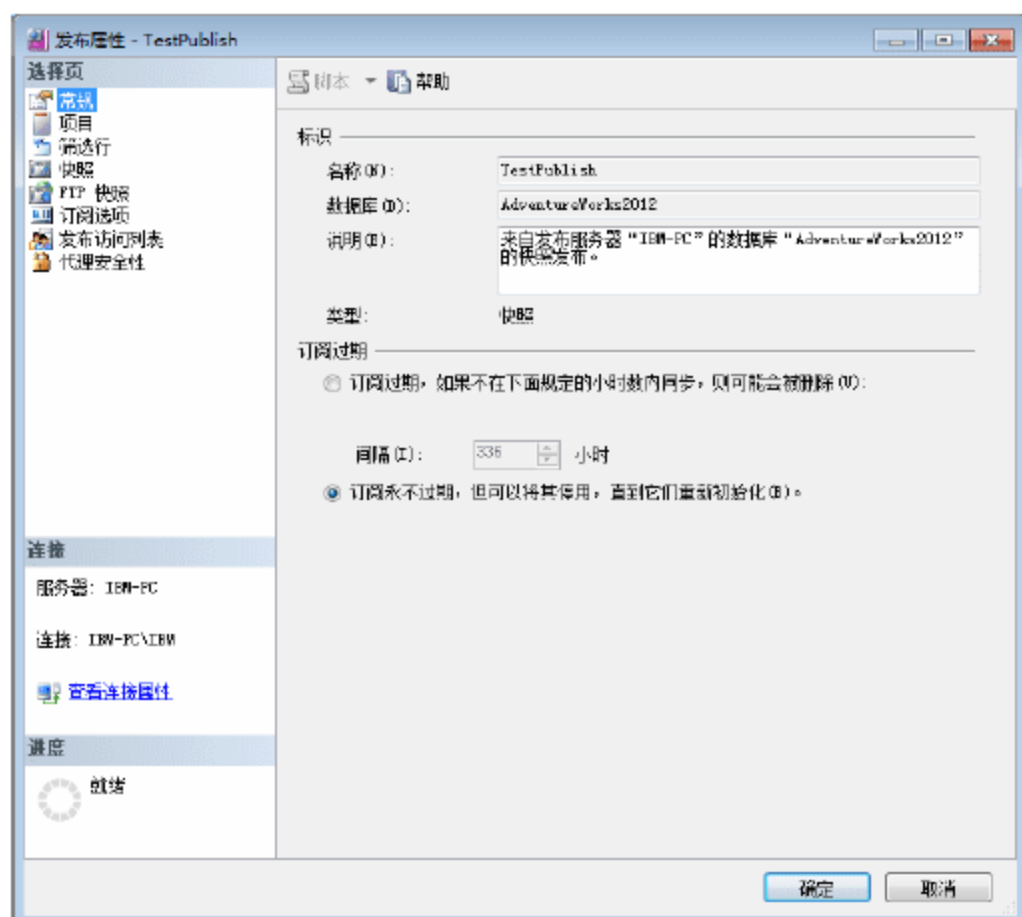 发布属性 - TestPublish
选择页
常规
项目
筛选行
快照
FTP 快照
订阅选项
发布访问列表
代理安全性
脚本 帮助
标识
名称(N): TestPublish
数据库(D): AdventureWorks2012
说明(E): 来自发布服务器“IBM-PC”的数据库“AdventureWorks2012”
的快照发布。
类型: 快照
订阅过期
订阅过期，如果不在下面规定的小时数内同步，则可能会被删除(U):
间隔(I): 336 小时
订阅永不过期，但可以将其停用，直到它们重新初始化(B)。
连接
服务器: IBM-PC
连接: IBM-PC\IBM
查看连接属性
进度
就绪
确定 取消